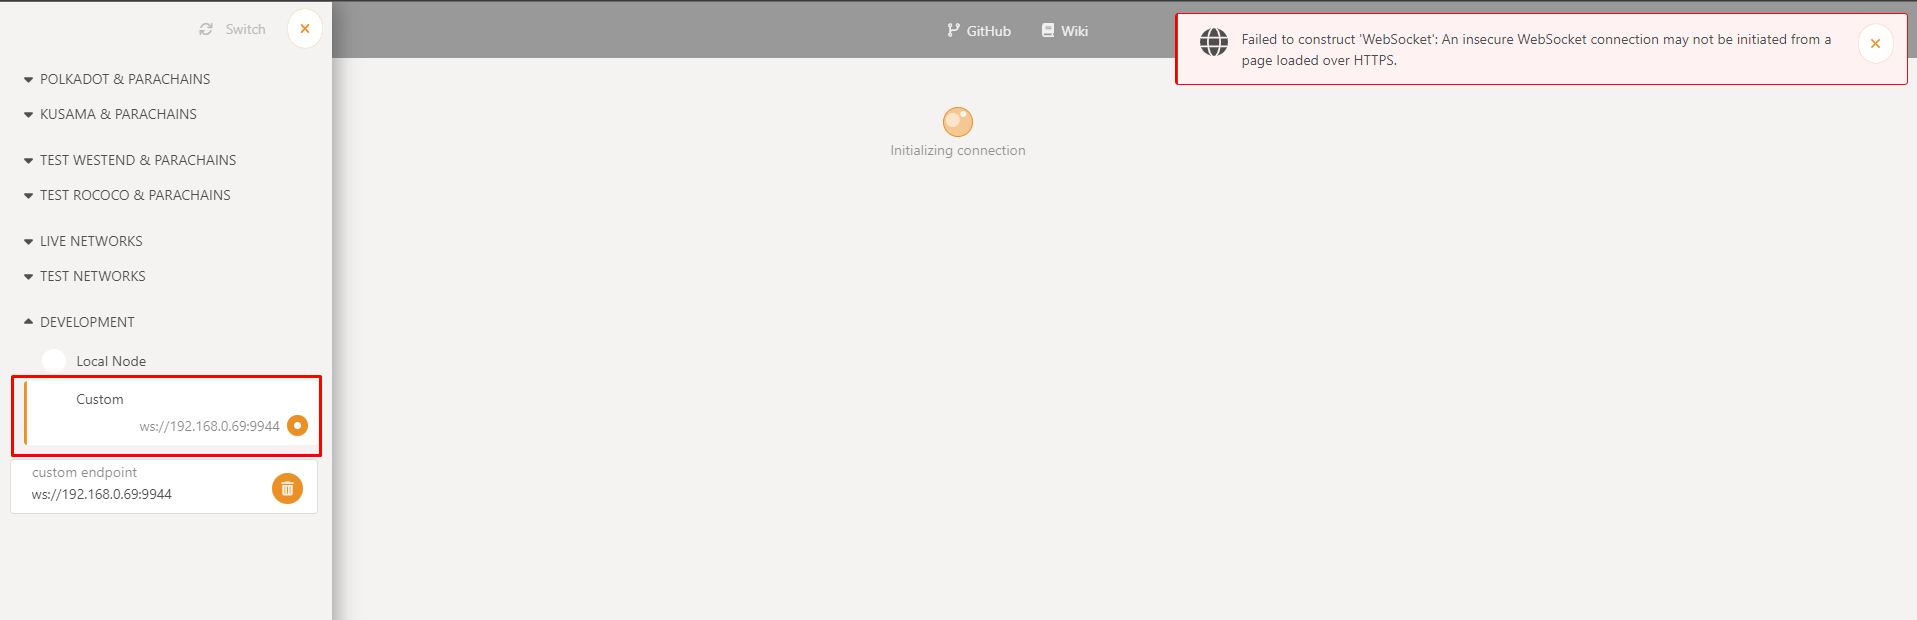 Switch
GitHub
Wiki
Failed to construct 'WebSocket': An insecure WebSocket connection may not be initiated from a
page loaded over HTTPS.
POLKADOT & PARACHAINS
KUSAMA & PARACHAINS
TEST WESTEND & PARACHAINS
TEST ROCOCO & PARACHAINS
LIVE NETWORKS
TEST NETWORKS
DEVELOPMENT
Local Node
Custom
ws://192.168.0.69:9944
custom endpoint
ws://192.168.0.69:9944
Initializing connection